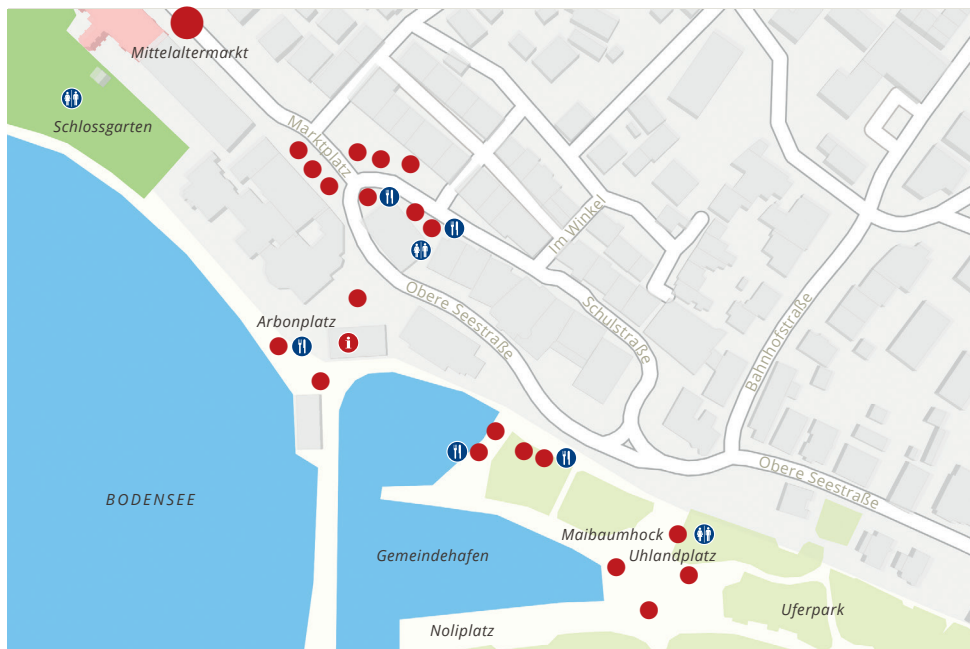 Mittelaltermarkt
Schlossgarten
Marktplatz
Im Winkel
Obere Seestraße
Schulstraße
Bahnhofstraße
Arbonplatz
i
BODENSEE
Obere Seestraße
Maibaumhock
Uhlandplatz
Gemeindehafen
Uferpark
Noliplatz